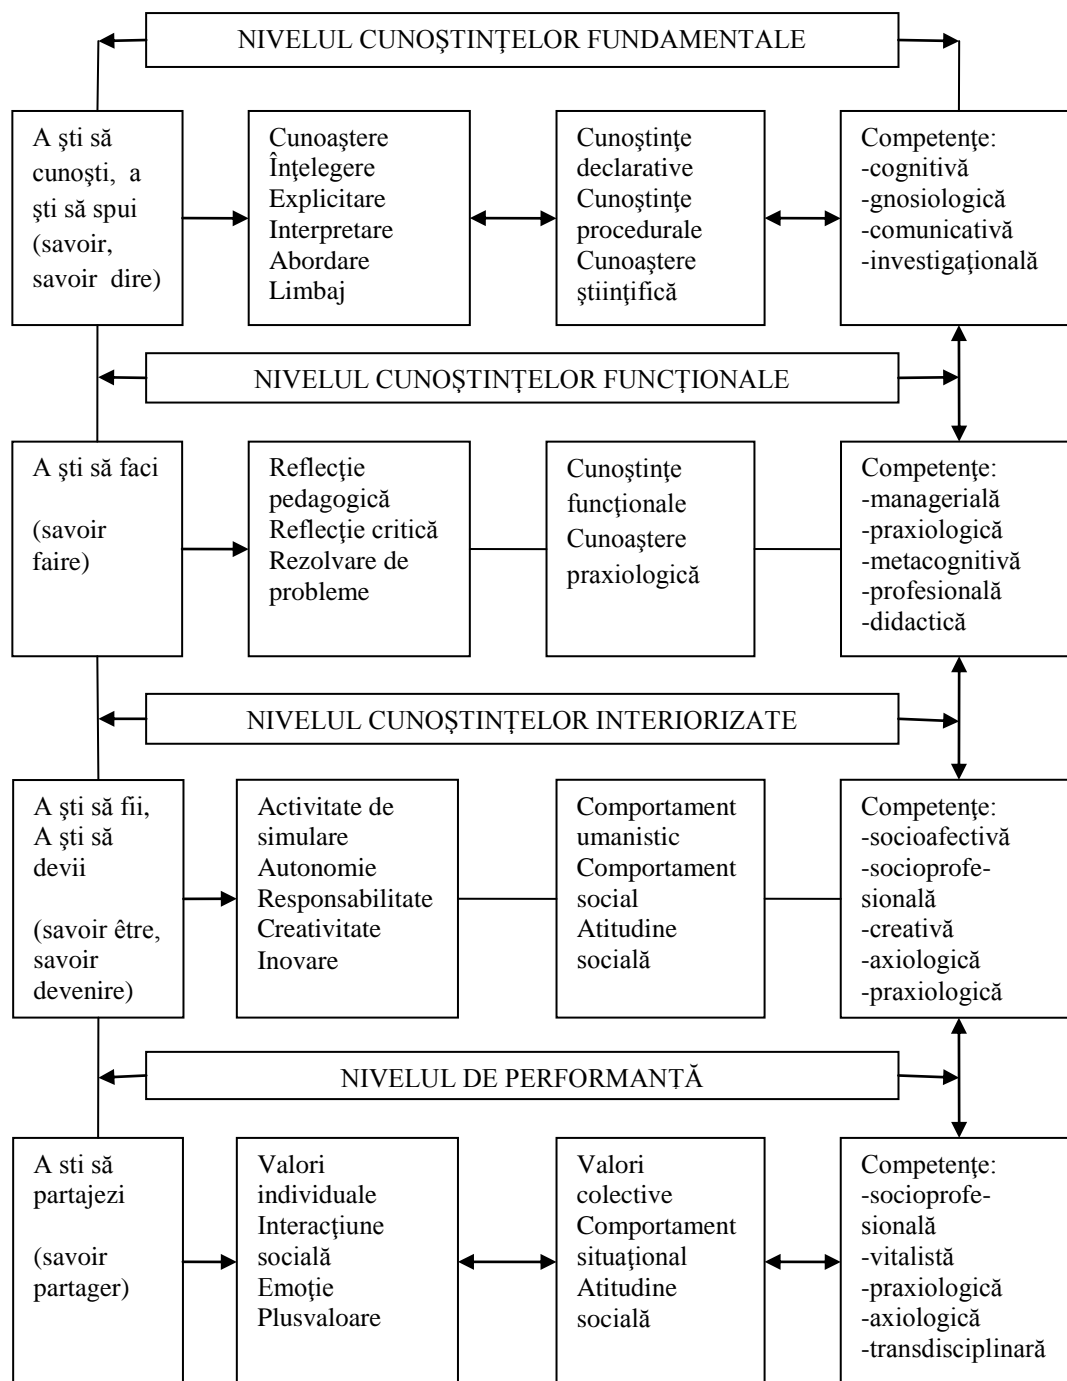 NIVELUL CUNOŞTINŢELOR FUNDAMENTALE
A şti să
cunoşti, a
şti să spui
(savoir,
savoir dire)
Cunoaştere
Înţelegere
Explicitare
Interpretare
Abordare
Limbaj
Cunoştinţe
declarative
Cunoştinţe
procedurale
Cunoaştere
ştiinţifică
Competenţe:
-cognitivă
-gnosiologică
-comunicativă
-investigaţională
NIVELUL CUNOŞTINŢELOR FUNCŢIONALE
A şti să faci
(savoir
faire)
Reflecţie
pedagogică
Reflecţie critică
Rezolvare de
probleme
Cunoştinţe
funcţionale
Cunoaştere
praxiologică
Competenţe:
-managerială
-praxiologică
-metacognitivă
-profesională
-didactică
NIVELUL CUNOŞTINŢELOR INTERIORIZATE
A şti să fii,
A şti să
devii
(savoir être,
savoir
devenire)
Activitate de
simulare
Autonomie
Responsabilitate
Creativitate
Inovare
Comportament
umanistic
Comportament
social
Atitudine
socială
Competenţe:
-socioafectivă
-socioprofe-
sională
-creativă
-axiologică
-praxiologică
NIVELUL DE PERFORMANŢĂ
A sti să
partajezi
(savoir
partager)
Valori
individuale
Interacţiune
socială
Emoţie
Plusvaloare
Valori
colective
Comportament
situaţional
Atitudine
socială
Competenţe:
-socioprofe-
sională
-vitalistă
-praxiologică
-axiologică
-transdisciplinară